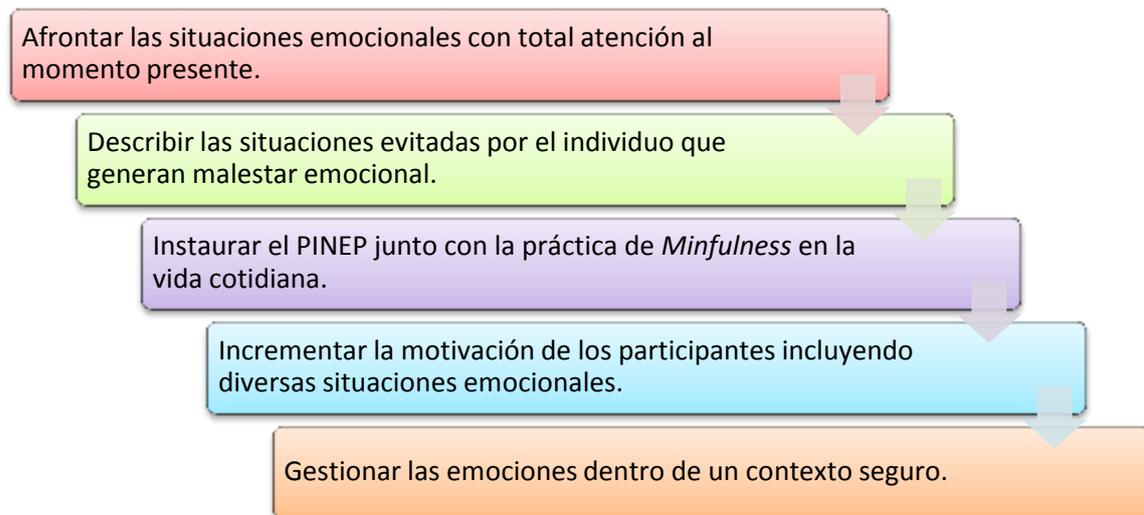 Afrontar las situaciones emocionales con total atención al
momento presente.
Describir las situaciones evitadas por el individuo que
generan malestar emocional.
Instaurar el PINEP junto con la práctica de Minfulness en la
vida cotidiana.
Incrementar la motivación de los participantes incluyendo
diversas situaciones emocionales.
Gestionar las emociones dentro de un contexto seguro.